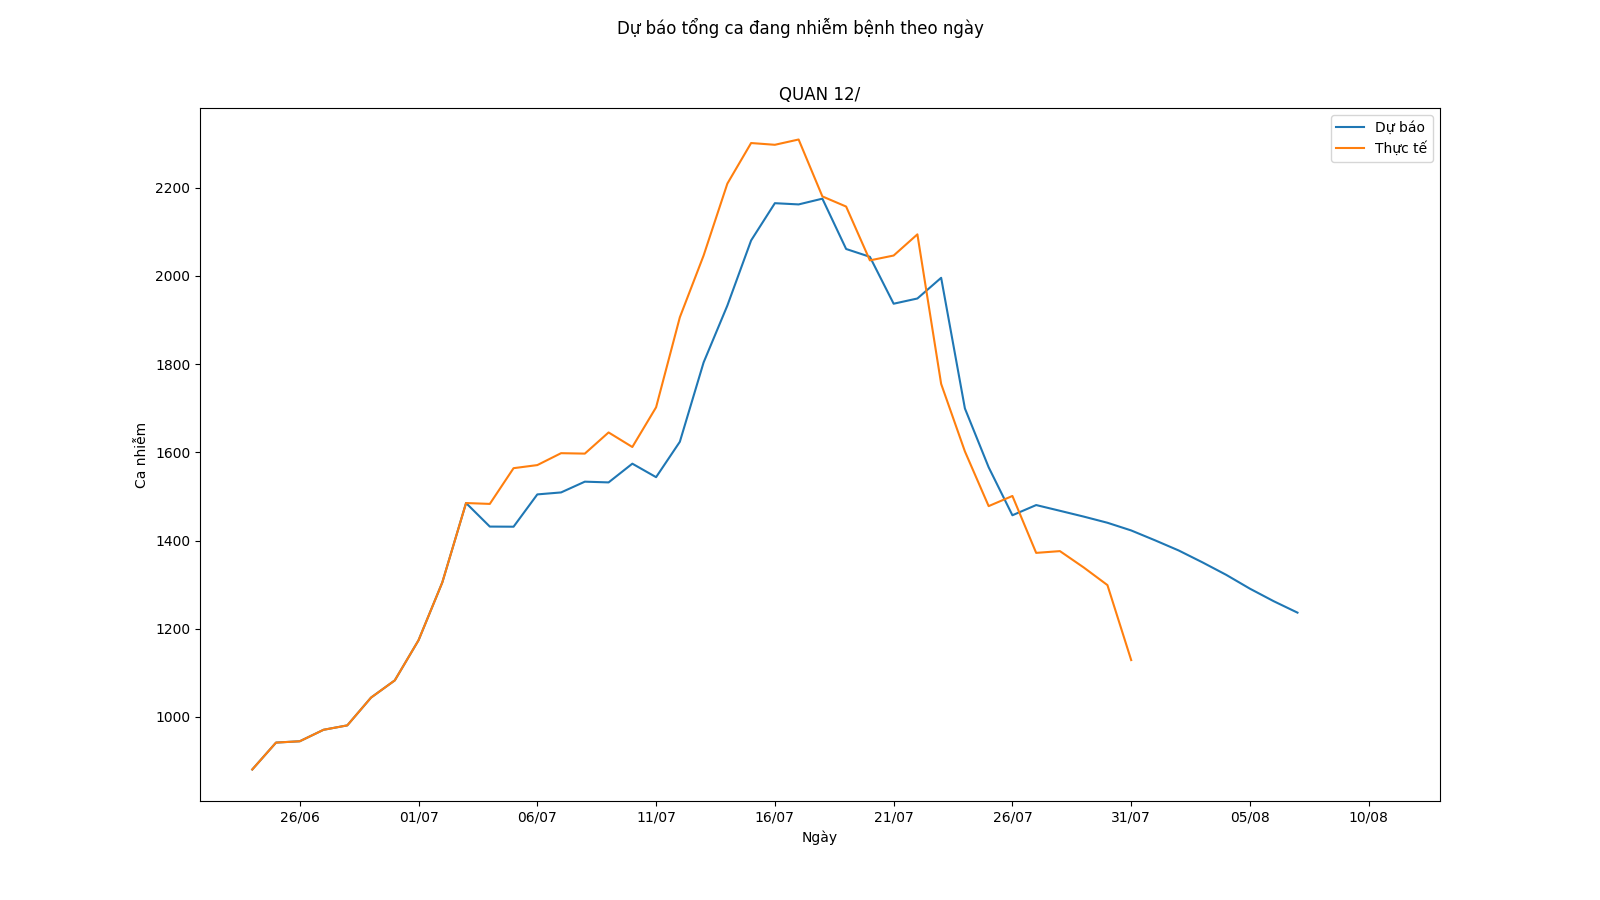 Dự báo tổng ca đang nhiễm bệnh theo ngày
QUAN 12/
Dự báo
Thực tế
2200
2000
1800
1600
1400
1200
1000
Ca nhiễm
26/06 01/07 06/07 11/07 16/07 21/07 26/07 31/07 05/08 10/08
Ngày